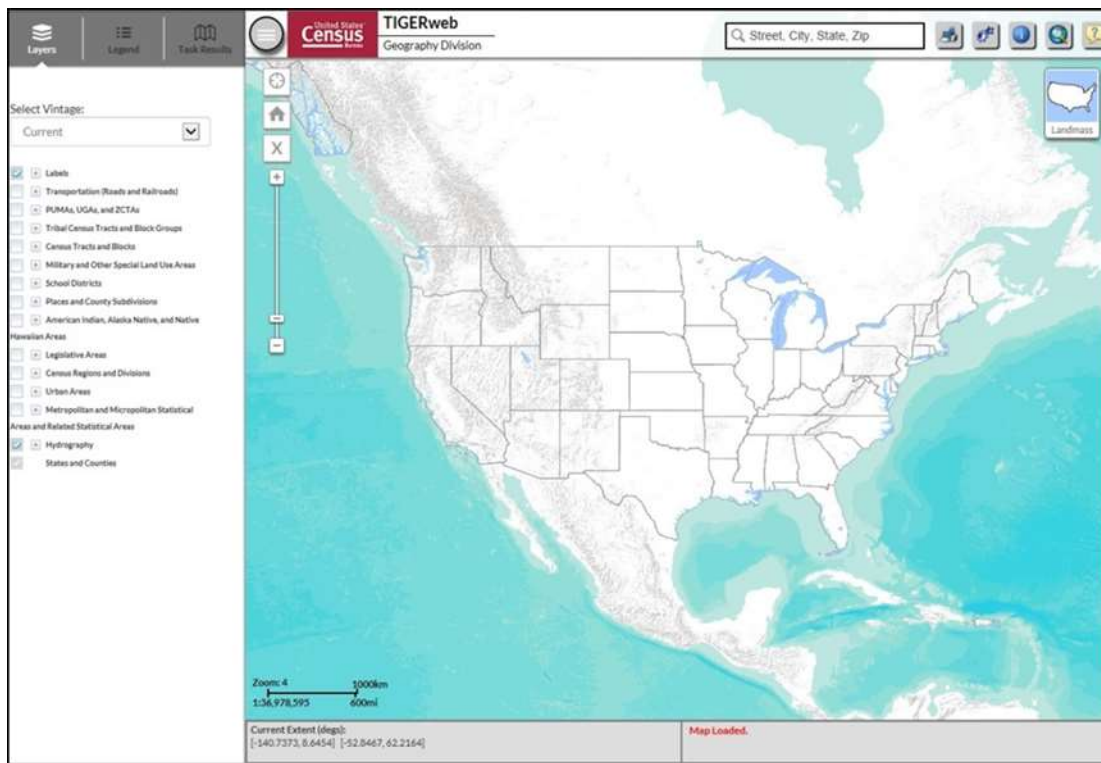 Layers
Legend
Task Results
United States
Census
Bureau
TIGERweb
Geography Division
Street, City, State, Zip
Select Vintage:
Current
Labels
Transportation (Roads and Railroads)
PUMAs, UGAs, and ZCTAs
Tribal Census Tracts and Block Groups
Census Tracts and Blocks
Military and Other Special Land Use Areas
School Districts
Places and County Subdivisions
American Indian, Alaska Native, and Native
Hawaiian Areas
Legislative Areas
Census Regions and Divisions
Urban Areas
Metropolitan and Micropolitan Statistical
Areas and Related Statistical Areas
Hydrography
States and Counties
X
Landmass
Zoom: 4
1000km
1:36,978,595
600mi
Current Extent (degs):
[-140.7373, 8.6454] [-52.8467, 62.2164]
Map Loaded.